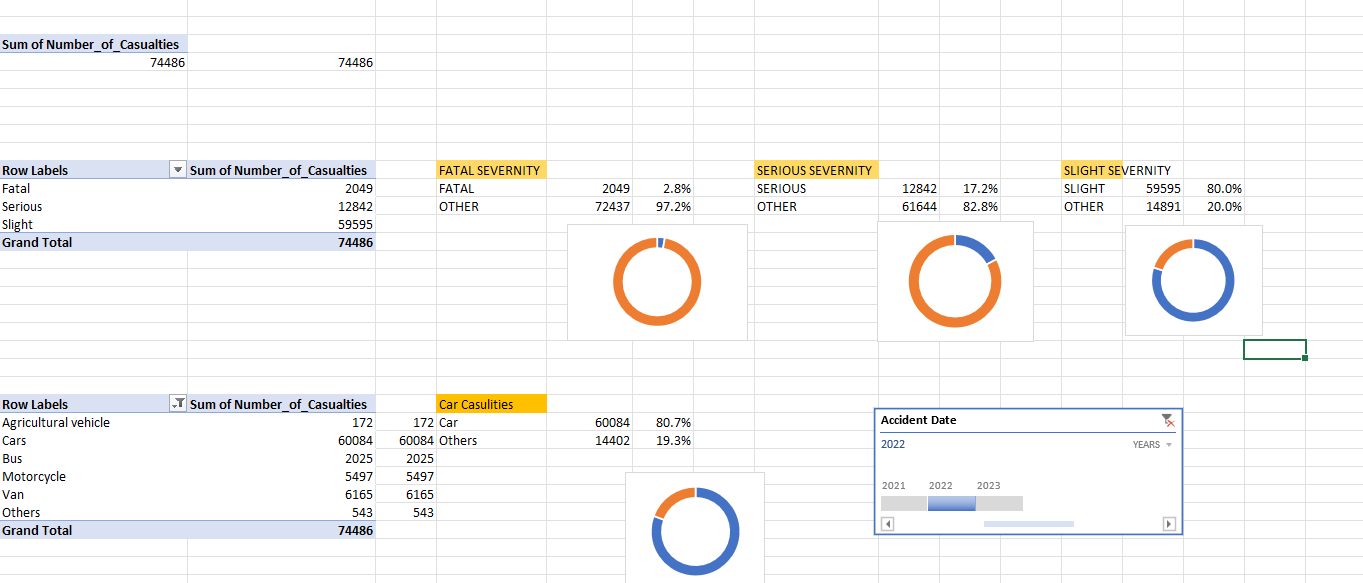 Sum of Number_of_Casualties
74486 74486
Row Labels Sum of Number_of_Casualties FATAL SEVERNITY SERIOUS SEVERNITY SLIGHT SEVERNITY
Fatal 2049 FATAL 2049 2.8% SERIOUS 12842 17.2% SLIGHT 59595 80.0%
Serious 12842 OTHER 72437 97.2% OTHER 61644 82.8% OTHER 14891 20.0%
Slight 59595
Grand Total 74486
Row Labels Sum of Number_of_Casualties Car Casulities
Agricultural vehicle 172 172 Car 60084 80.7%
Cars 60084 60084 Others 14402 19.3%
Bus 2025 2025
Motorcycle 5497 5497
Van 6165 6165
Others 543 543
Grand Total 74486
Accident Date
2022 YEARS
2021 2022 2023